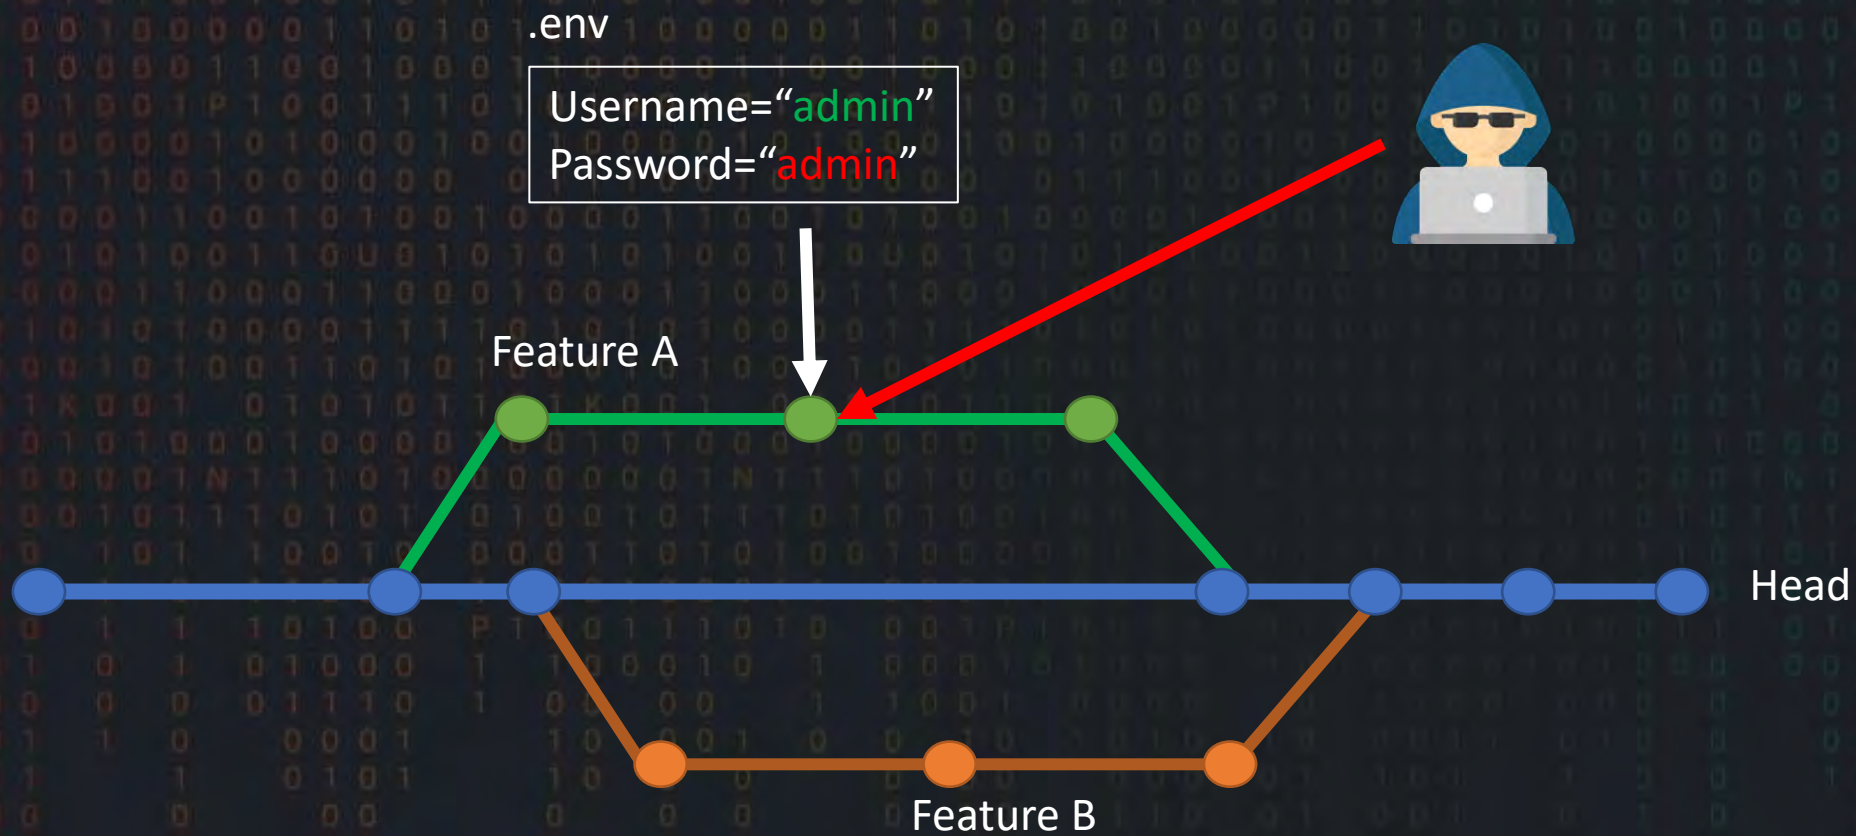 .env
Username=“admin”
Password=“admin”
Feature A
Head
Feature B